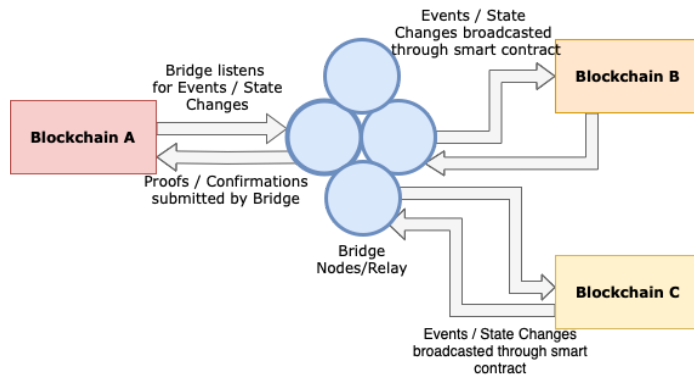 Events / State
Changes broadcasted
through smart contract
Blockchain B
Bridge listens
for Events / State
Changes
Blockchain A
Proofs / Confirmations
submitted by Bridge
Bridge
Nodes/Relay
Blockchain C
Events / State Changes
broadcasted through smart
contract